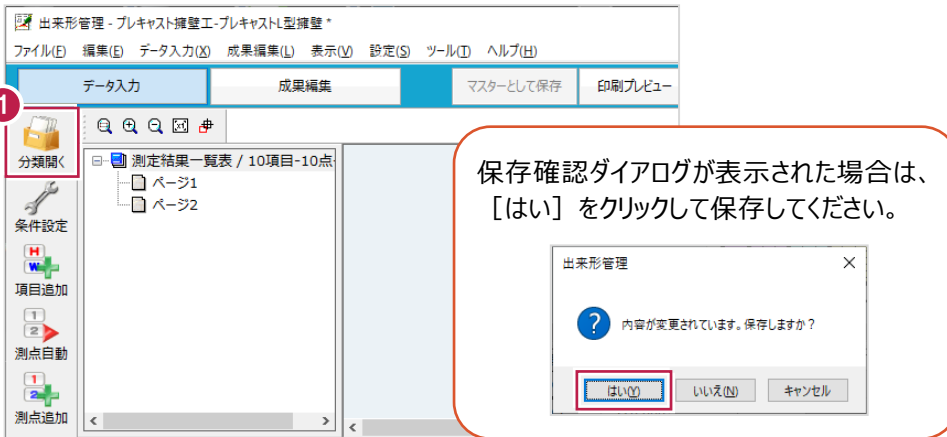 出来形管理 - プレキャスト擁壁工-プレキャストL型擁壁 *
ファイル(F) 編集(E) データ入力(X) 成果編集(L) 表示(V) 設定(S) ツール(T) ヘルプ(H)
データ入力 成果編集 マスターとして保存 印刷プレビュー
1
分類開く
測定結果一覧表 / 10項目-10点
ページ1
ページ2
条件設定
項目追加
測点自動
測点追加
保存確認ダイアログが表示された場合は、
［はい］をクリックして保存してください。
出来形管理
内容が変更されています。保存しますか？
はい(Y) いいえ(N) キャンセル